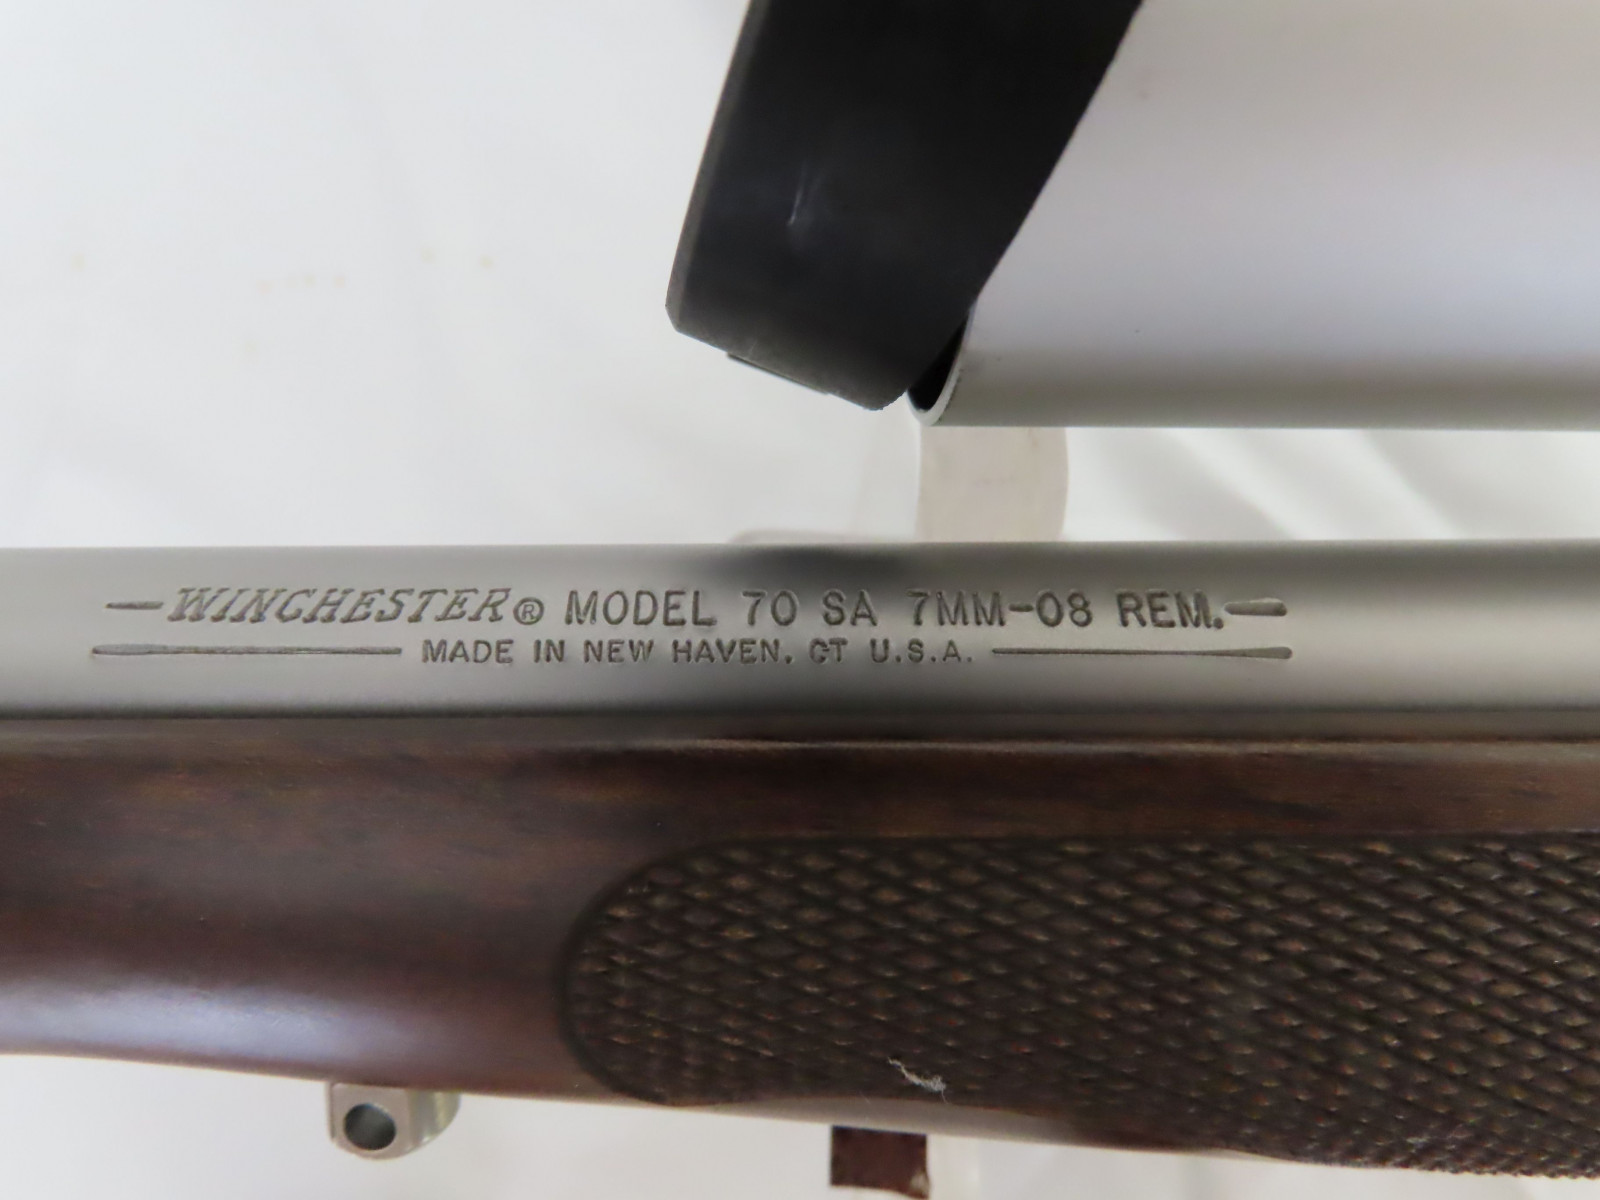 WINCHESTER® MODEL 70 SA 7MM-08 REM.
MADE IN NEW HAVEN, CT U.S.A.